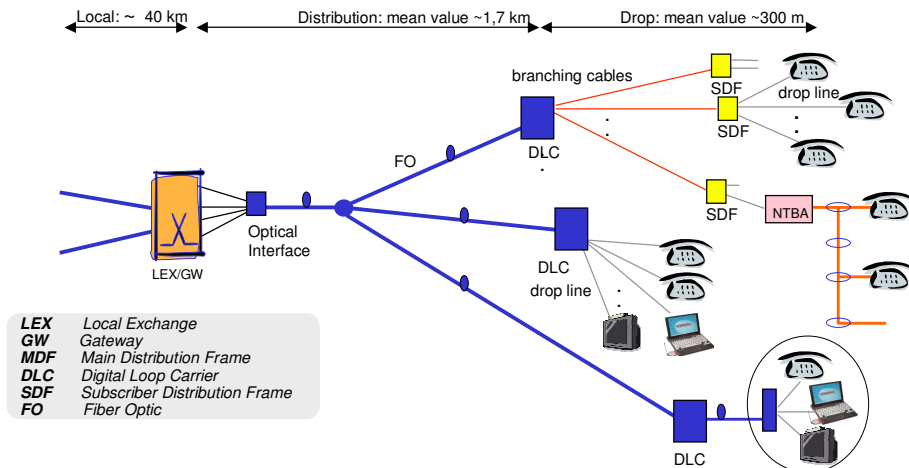 Local: ~ 40 km
Distribution: mean value ~1,7 km
Drop: mean value ~300 m
branching cables
SDF
drop line
SDF
DLC
FO
SDF
NTBA
Optical
Interface
LEX/GW
DLC
drop line
LEX Local Exchange
GW Gateway
MDF Main Distribution Frame
DLC Digital Loop Carrier
SDF Subscriber Distribution Frame
FO Fiber Optic
DLC